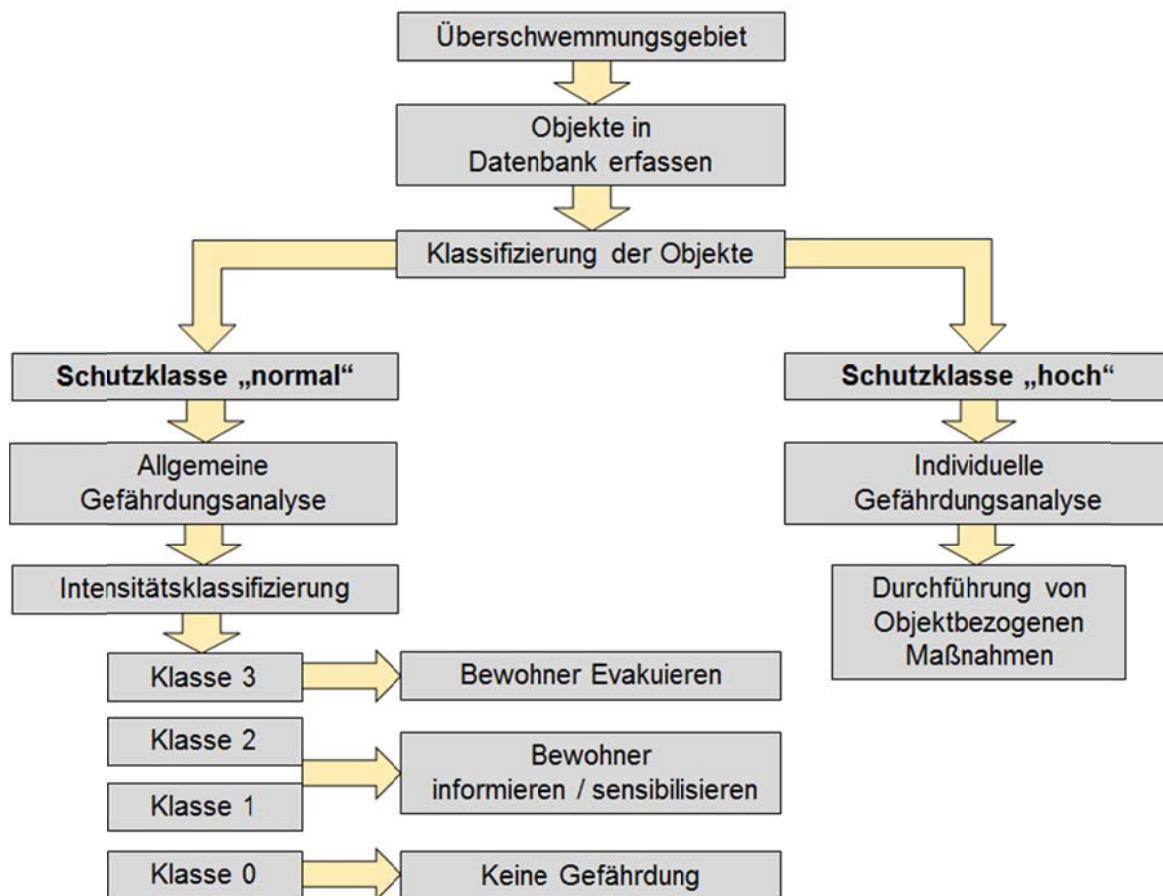 Überschwemmungsgebiet
Objekte in
Datenbank erfassen
Klassifizierung der Objekte
Schutzklasse „normal“
Schutzklasse „hoch“
Allgemeine
Gefährdungsanalyse
Individuelle
Gefährdungsanalyse
Intensitätsklassifizierung
Durchführung von
Objektbezogenen
Maßnahmen
Klasse 3
Bewohner Evakuieren
Klasse 2
Klasse 1
Bewohner
informieren / sensibilisieren
Klasse 0
Keine Gefährdung